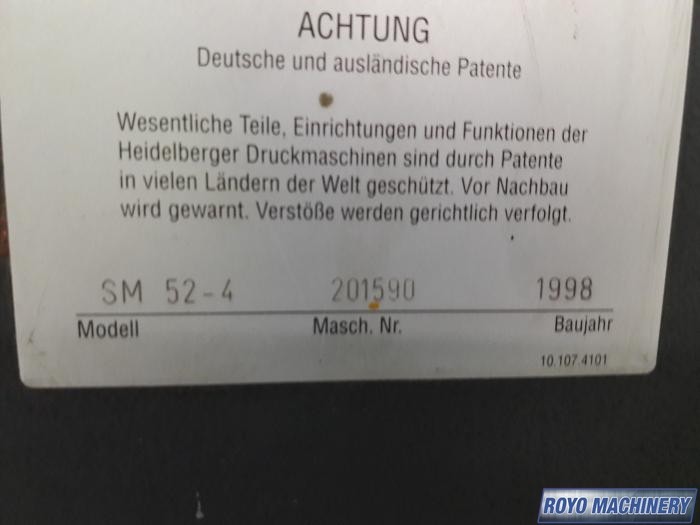 ACHTUNG
Deutsche und ausländische Patente
Wesentliche Teile, Einrichtungen und Funktionen der
Heidelberger Druckmaschinen sind durch Patente
in vielen Ländern der Welt geschützt. Vor Nachbau
wird gewarnt. Verstöße werden gerichtlich verfolgt.
SM 52-4 201590 1998
Modell Masch. Nr. Baujahr
10.107.4101
ROYO MACHINERY